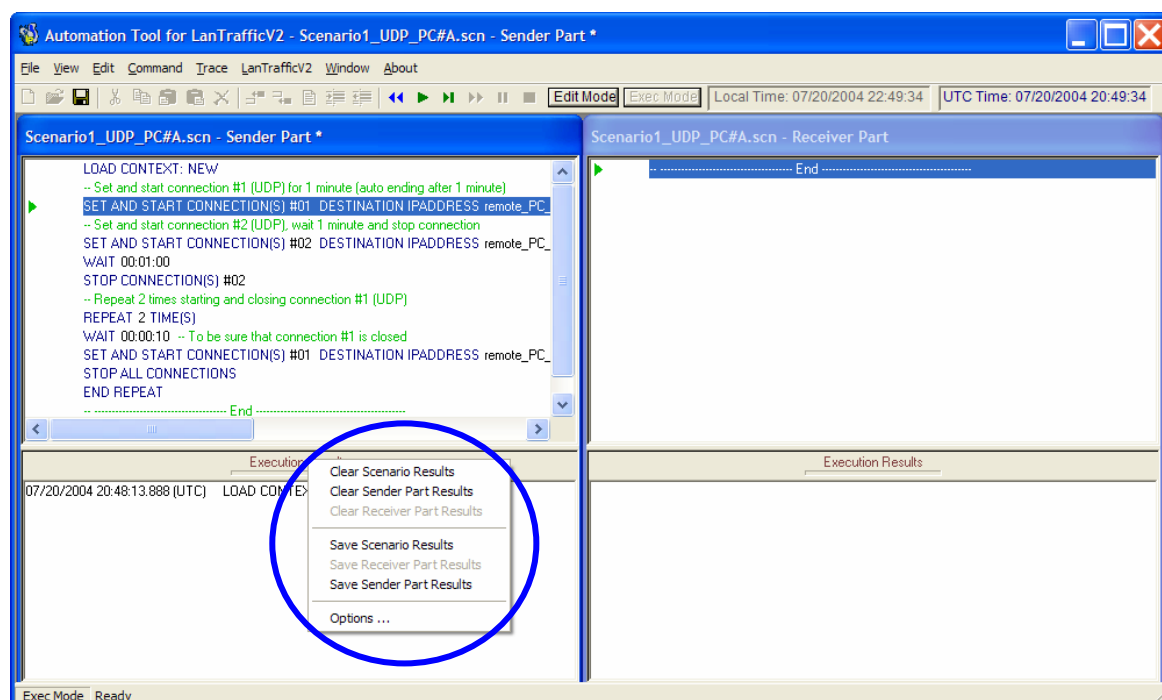 Automation Tool for LanTrafficV2 - Scenario1_UDP_PC#A.scn - Sender Part *
File View Edit Command Trace LanTrafficV2 Window About
Edit Mode Exec Mode Local Time: 07/20/2004 22:49:34 UTC Time: 07/20/2004 20:49:34
Scenario1_UDP_PC#A.scn - Sender Part *
LOAD CONTEXT: NEW
-- Set and start connection #1 (UDP) for 1 minute (auto ending after 1 minute)
SET AND START CONNECTION(S) #01 DESTINATION IPADDRESS remote_PC_
-- Set and start connection #2 (UDP), wait 1 minute and stop connection
SET AND START CONNECTION(S) #02 DESTINATION IPADDRESS remote_PC_
WAIT 00:01:00
STOP CONNECTION(S) #02
-- Repeat 2 times starting and closing connection #1 (UDP)
REPEAT 2 TIME(S)
WAIT 00:00:10 -- To be sure that connection #1 is closed
SET AND START CONNECTION(S) #01 DESTINATION IPADDRESS remote_PC_
STOP ALL CONNECTIONS
END REPEAT
-- ------------------------------------ End ----------------------------------------
Scenario1_UDP_PC#A.scn - Receiver Part
-- ------------------------------------ End ----------------------------------------
Execution
07/20/2004 20:48:13.888 (UTC) LOAD CONTEX
Clear Scenario Results
Clear Sender Part Results
Clear Receiver Part Results
Save Scenario Results
Save Receiver Part Results
Save Sender Part Results
Options ...
Execution Results
Exec Mode Ready